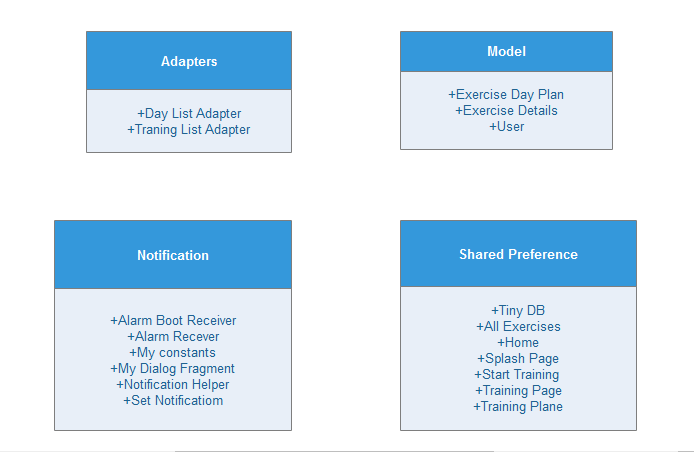 Adapters
+Day List Adapter
+Traning List Adapter
Model
+Exercise Day Plan
+Exercise Details
+User
Notification
+Alarm Boot Receiver
+Alarm Recever
+My constants
+My Dialog Fragment
+Notification Helper
+Set Notificatiom
Shared Preference
+Tiny DB
+All Exercises
+Home
+Splash Page
+Start Training
+Training Page
+Training Plane